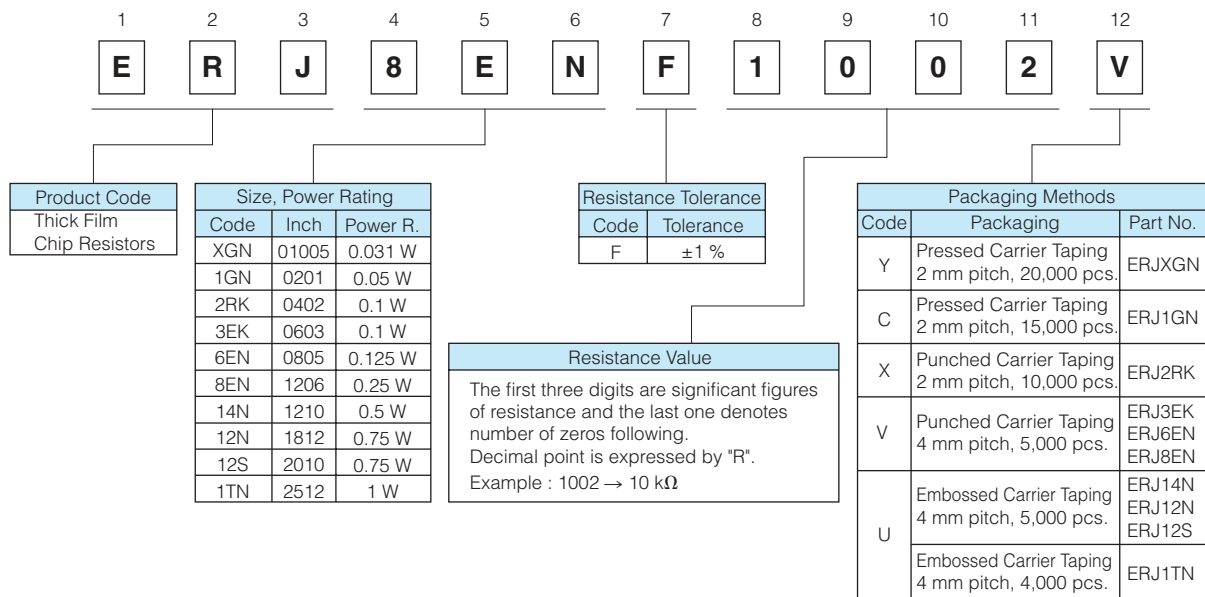 1 2 3 4 5 6 7 8 9 10 11 12
E R J 8 E N F 1 0 0 2 V
Product Code
Thick Film
Chip Resistors
Size, Power Rating
Code Inch Power R.
XGN 01005 0.031 W
1GN 0201 0.05 W
2RK 0402 0.1 W
3EK 0603 0.1 W
6EN 0805 0.125 W
8EN 1206 0.25 W
14N 1210 0.5 W
12N 1812 0.75 W
12S 2010 0.75 W
1TN 2512 1 W
Resistance Tolerance
Code Tolerance
F ±1 %
Resistance Value
The first three digits are significant figures
of resistance and the last one denotes
number of zeros following.
Decimal point is expressed by "R".
Example : 1002 → 10 kΩ
Packaging Methods
Code Packaging Part No.
Y Pressed Carrier Taping
2 mm pitch, 20,000 pcs. ERJXGN
C Pressed Carrier Taping
2 mm pitch, 15,000 pcs. ERJ1GN
X Punched Carrier Taping
2 mm pitch, 10,000 pcs. ERJ2RK
V Punched Carrier Taping
4 mm pitch, 5,000 pcs.
ERJ3EK
ERJ6EN
ERJ8EN
U Embossed Carrier Taping
4 mm pitch, 5,000 pcs.
ERJ14N
ERJ12N
ERJ12S
Embossed Carrier Taping
4 mm pitch, 4,000 pcs. ERJ1TN